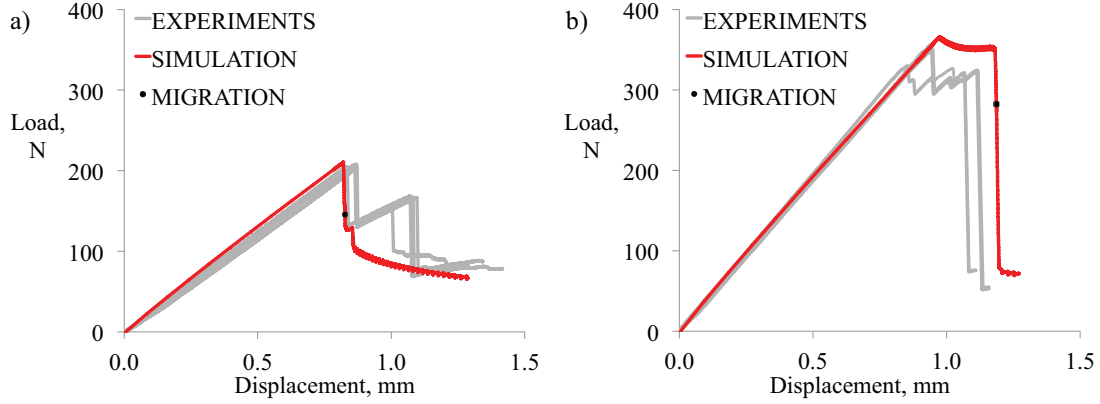 a)
400
EXPERIMENTS
SIMULATION
300
MIGRATION
Load,
N
200
100
0
0.0
0.5
1.0
1.5
Displacement, mm
b)
400
EXPERIMENTS
SIMULATION
300
MIGRATION
Load,
N
200
100
0
0.0
0.5
1.0
1.5
Displacement, mm